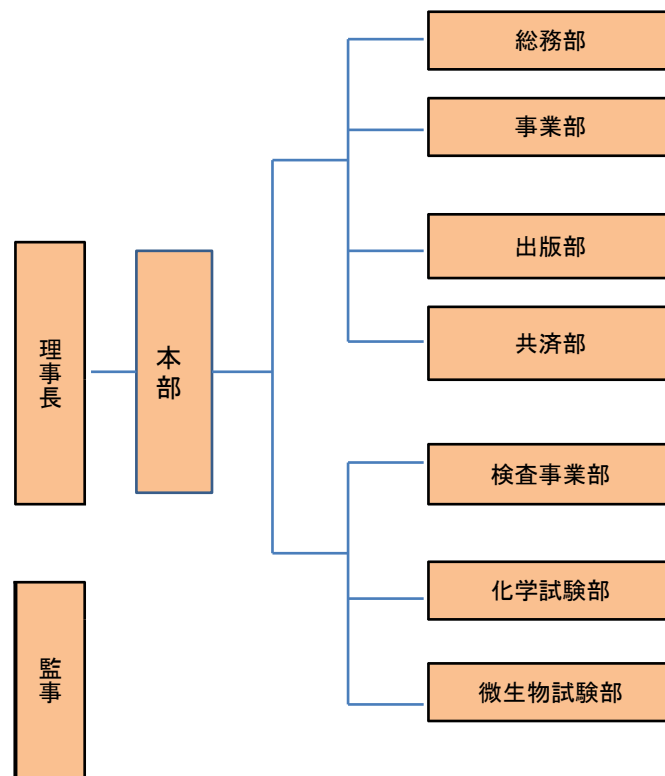 理事長
本部
総務部
事業部
出版部
共済部
検査事業部
化学試験部
微生物試験部
監事